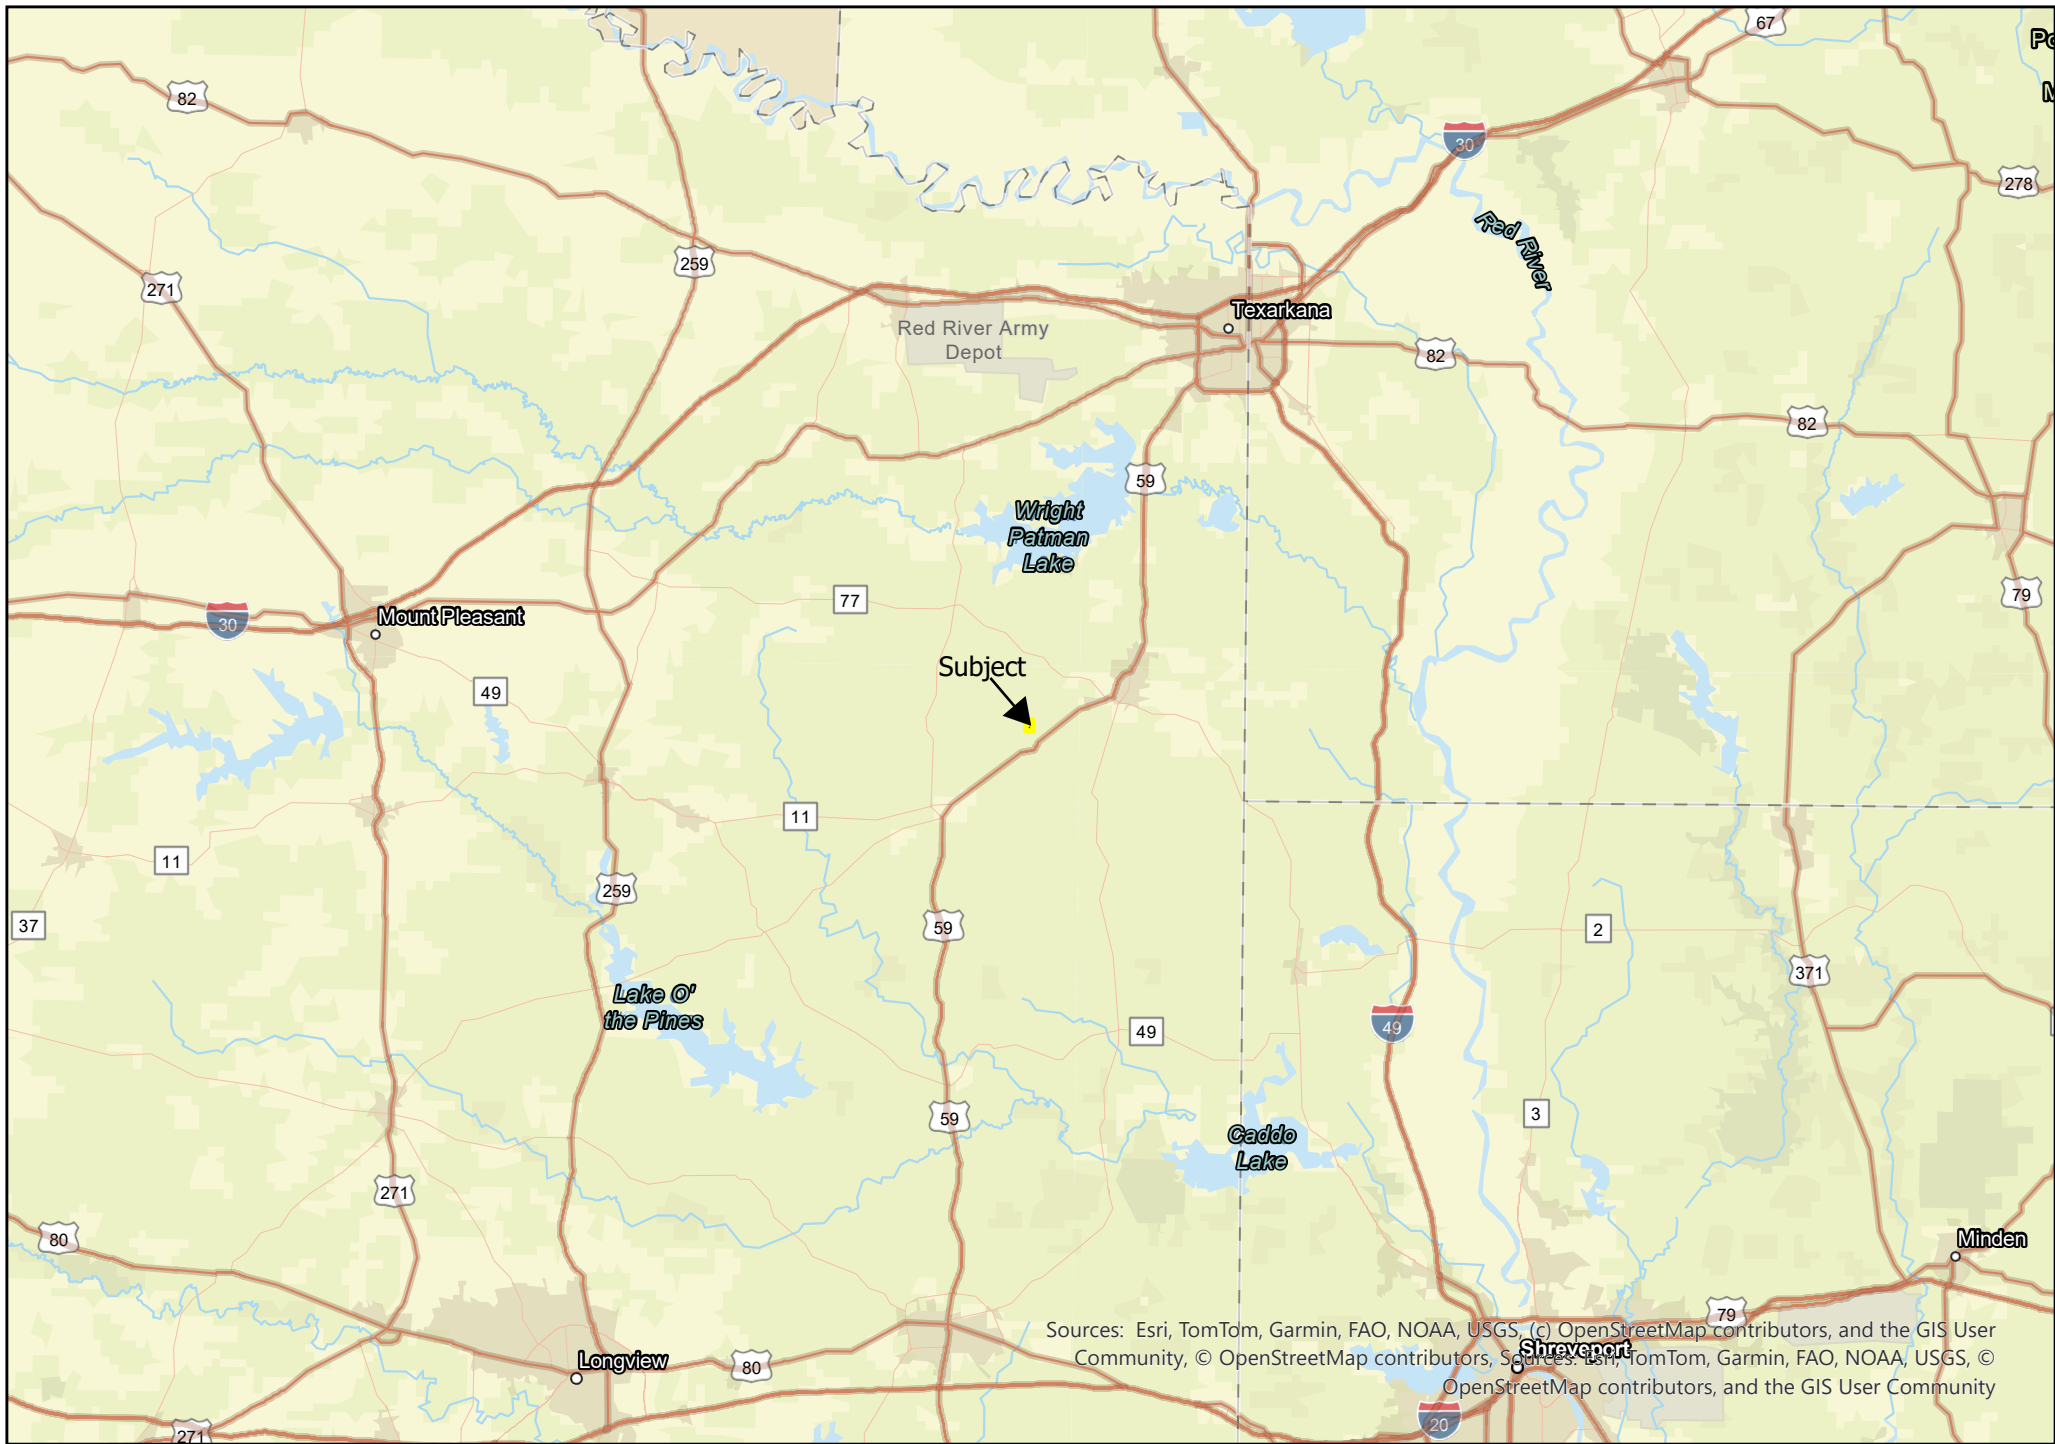 67
Po
82
M
30
278
Red River
259
271
Texarkana
Red River Army
Depot
82
82
59
Wright
Patman
Lake
77
79
30
Mount Pleasant
Subject
49
11
11
259
37
59
2
371
Lake O'
the Pines
49
49
59
3
Caddo
Lake
271
80
Minden
79
Sources: Esri, TomTom, Garmin, FAO, NOAA, USGS, (c) OpenStreetMap contributors, and the GIS User
Shreveport
Community, © OpenStreetMap contributors, Sources: Esri, TomTom, Garmin, FAO, NOAA, USGS, ©
Longview
80
OpenStreetMap contributors, and the GIS User Community
20
271